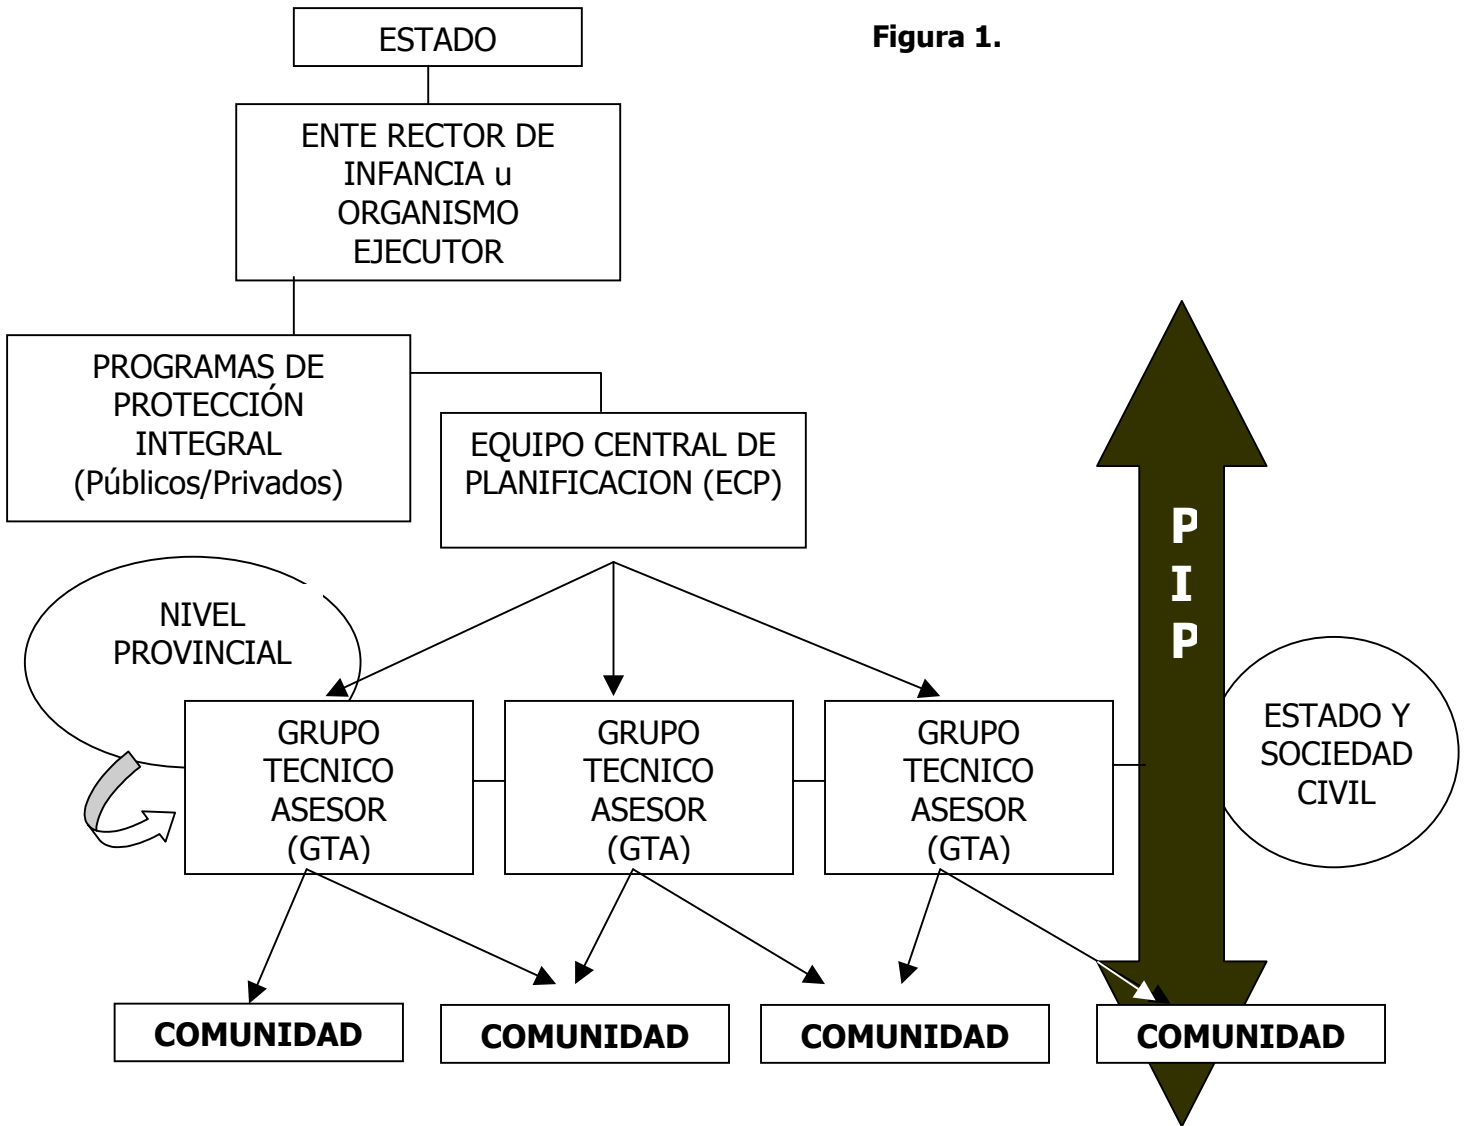 Figura 1.
ESTADO
ENTE RECTOR DE
INFANCIA u
ORGANISMO
EJECUTOR
PROGRAMAS DE
PROTECCIÓN
INTEGRAL
(Públicos/Privados)
EQUIPO CENTRAL DE
PLANIFICACION (ECP)
P
I
P
NIVEL
PROVINCIAL
GRUPO
TECNICO
ASESOR
(GTA)
GRUPO
TECNICO
ASESOR
(GTA)
GRUPO
TECNICO
ASESOR
(GTA)
ESTADO Y
SOCIEDAD
CIVIL
COMUNIDAD
COMUNIDAD
COMUNIDAD
COMUNIDAD